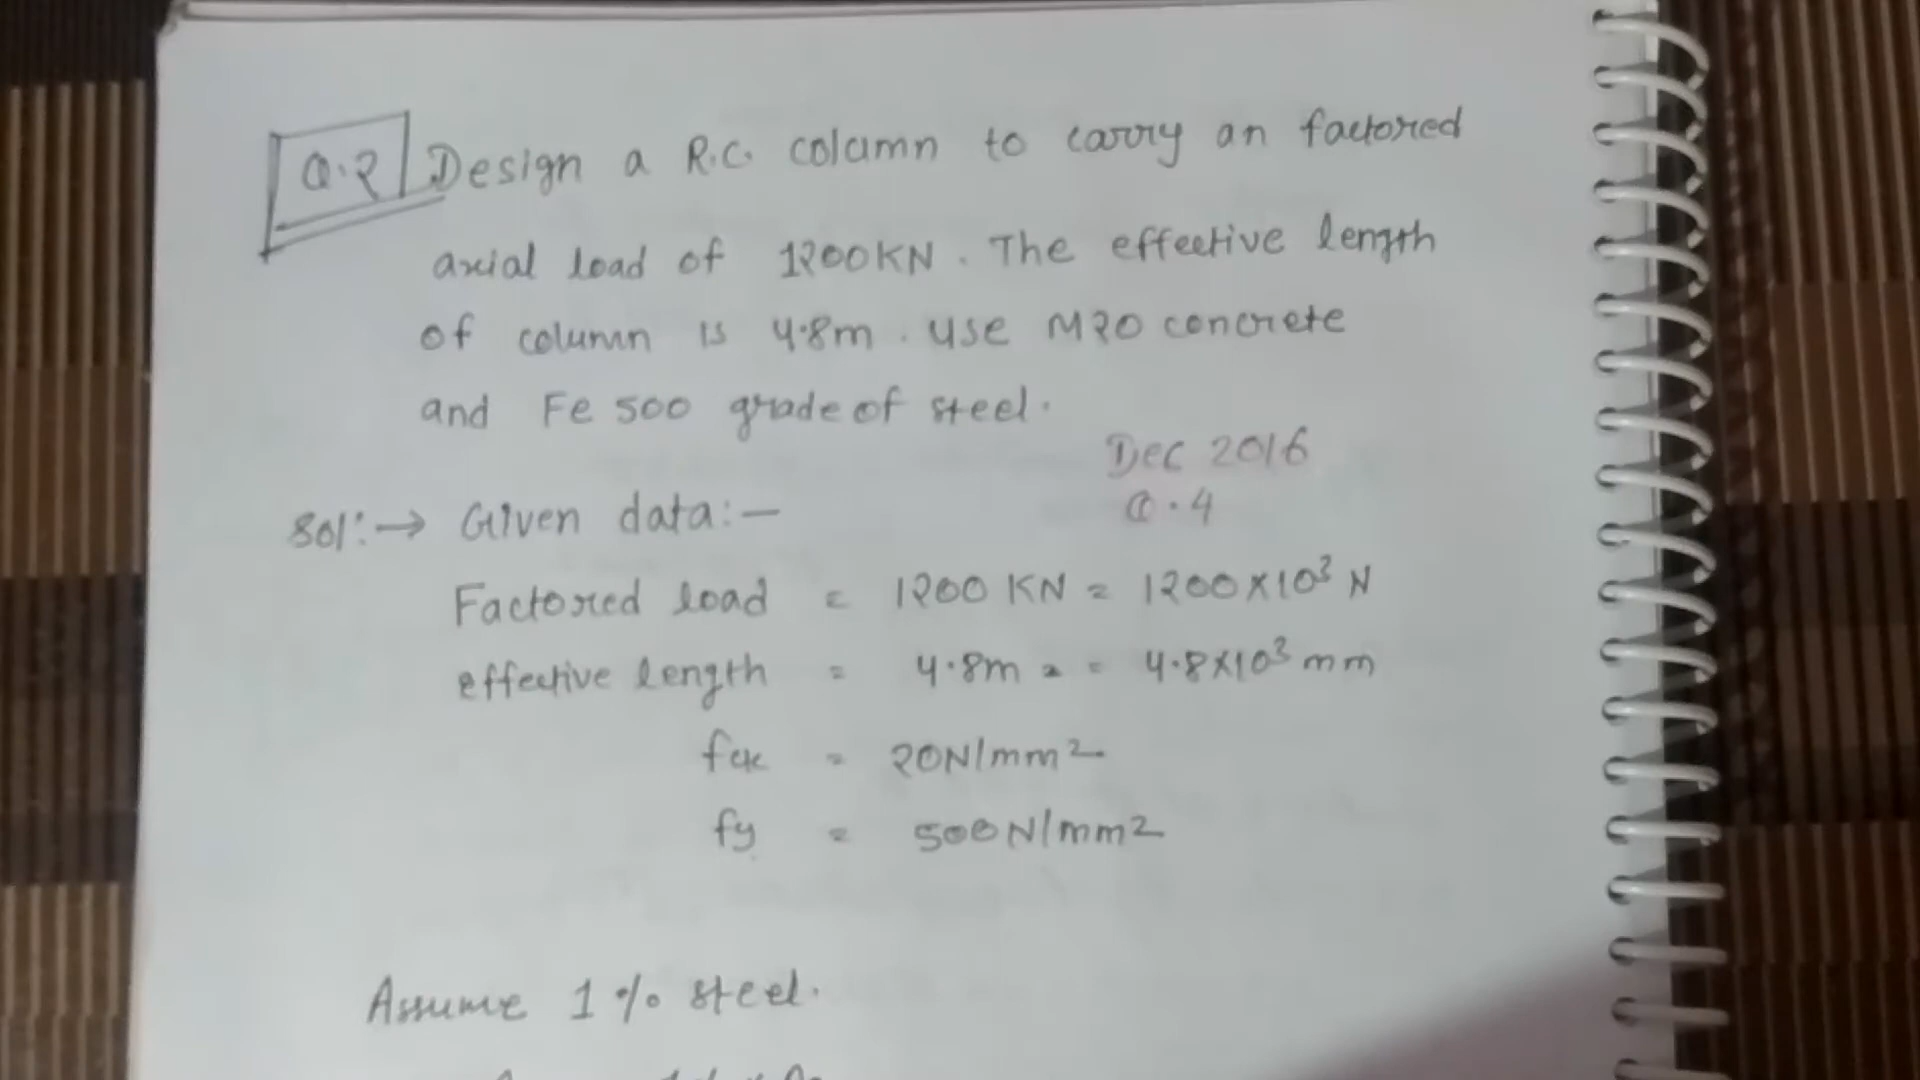 Q.2 Design a R.C. column to carry an factored
axial load of 1200KN. The effective length
of column is 4.8m. use M20 concrete
and Fe 500 grade of steel.
Dec 2016
Q.4
Sol:→ Given data:-
Factored load = 1200 KN = 1200×10³ N
effective length = 4.8m = = 4.8×10³ mm
fck = 20N/mm²
fy = 500N/mm2
Assume 1% steel.